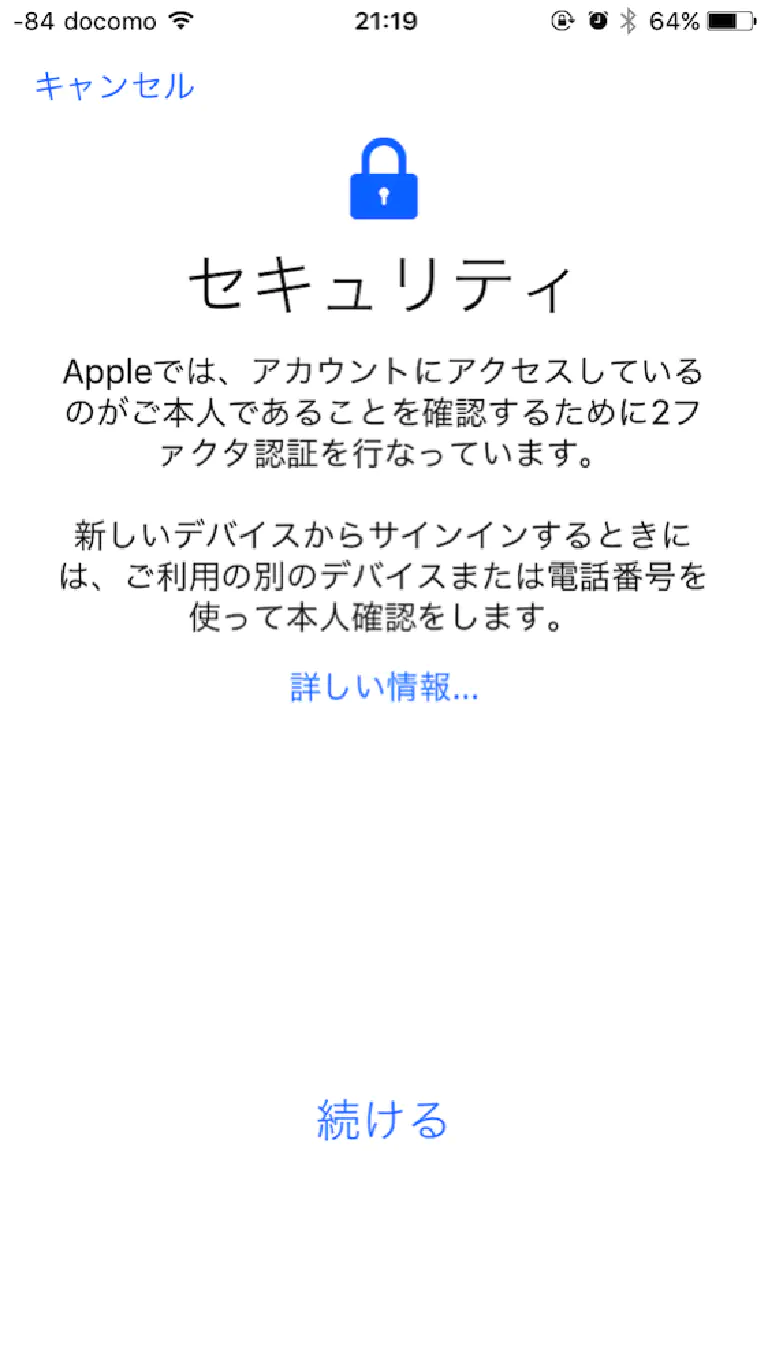 -84 docomo 21:19 64%
キャンセル
セキュリティ
Appleでは、アカウントにアクセスしている
のがご本人であることを確認するために2フ
ァクタ認証を行なっています。
新しいデバイスからサインインするときに
は、ご利用の別のデバイスまたは電話番号を
使って本人確認をします。
詳しい情報...
続ける